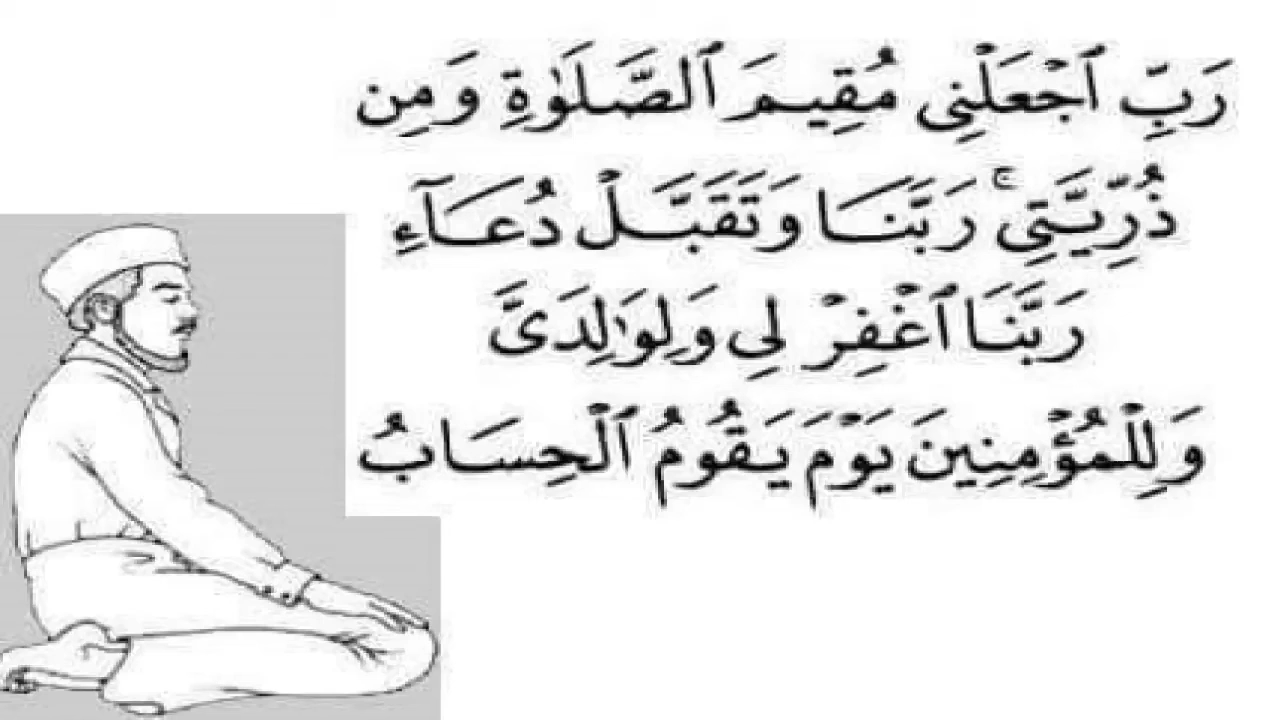 رَبِّ ٱجْعَلْنِى مُقِيمَ ٱلصَّلَوٰةِ وَمِن
ذُرِّيَّتِى ۚ رَبَّنَا وَتَقَبَّلْ دُعَآءِ
رَبَّنَا ٱغْفِرْ لِى وَلِوَٰلِدَىَّ
وَلِلْمُؤْمِنِينَ يَوْمَ يَقُومُ ٱلْحِسَابُ